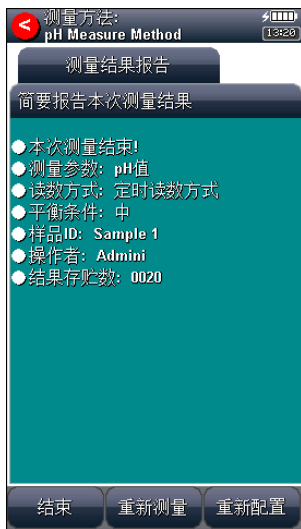 测量方法:
pH Measure Method
13:20
测量结果报告
简要报告本次测量结果
本次测量结束!
测量参数: pH值
读数方式: 定时读数方式
平衡条件: 中
样品ID: Sample 1
操作者: Admini
结果存贮数: 0020
结束 重新测量 重新配置